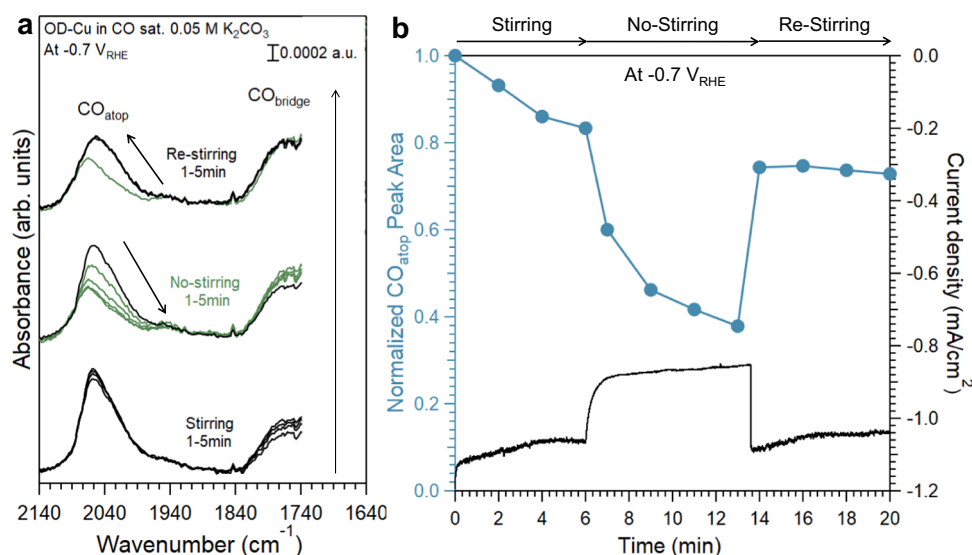 a
OD-Cu in CO sat. 0.05 M K2CO3
At -0.7 VRHE
0.0002 a.u.
COatop
CObridge
Re-stirring
1-5min
No-stirring
1-5min
Stirring
1-5min
Absorbance (arb. units)
2140 2040 1940 1840 1740 1640
Wavenumber (cm-1)
b
Stirring No-Stirring Re-Stirring
At -0.7 VRHE
Normalized COatop Peak Area
1.0
0.8
0.6
0.4
0.2
0.0
0.0
-0.2
-0.4
-0.6
-0.8
-1.0
-1.2
Current density (mA/cm2)
0 2 4 6 8 10 12 14 16 18 20
Time (min)